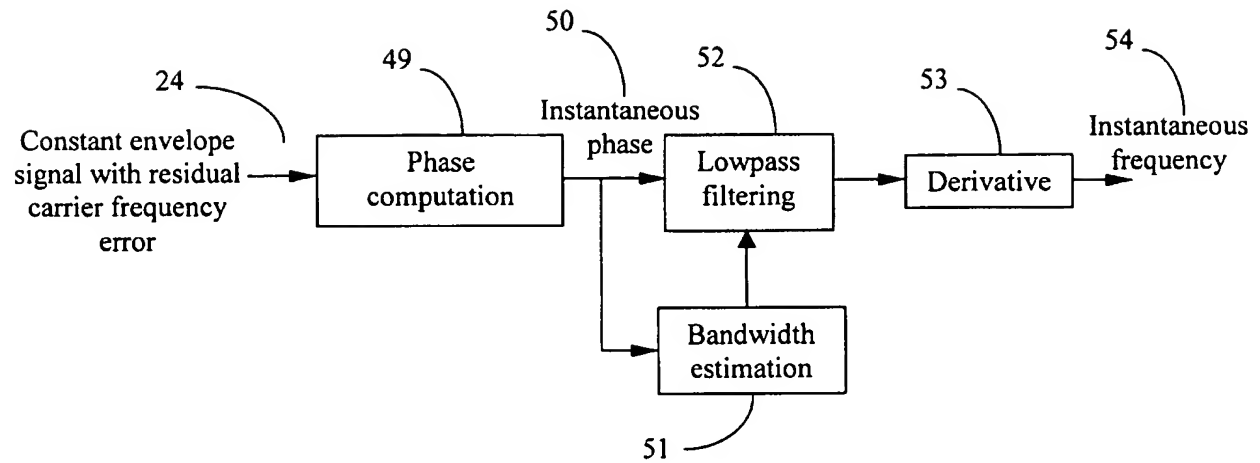 50
54
49
52
24
53
Instantaneous
phase
Instantaneous
frequency
Constant envelope
signal with residual
carrier frequency
error
Phase
computation
Lowpass
filtering
Derivative
Bandwidth
estimation
51